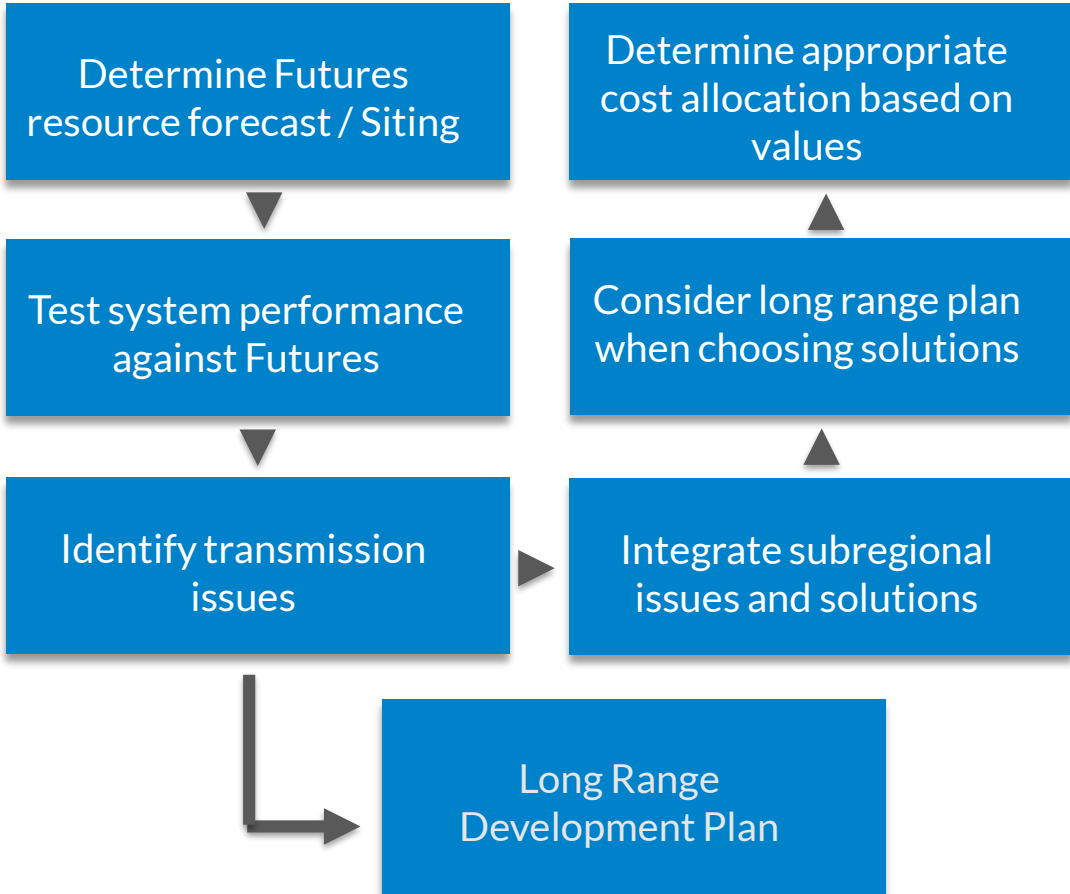 Determine Futures
resource forecast / Siting
Test system performance
against Futures
Identify transmission
issues
Integrate subregional
issues and solutions
Consider long range plan
when choosing solutions
Determine appropriate
cost allocation based on
values
Long Range
Development Plan